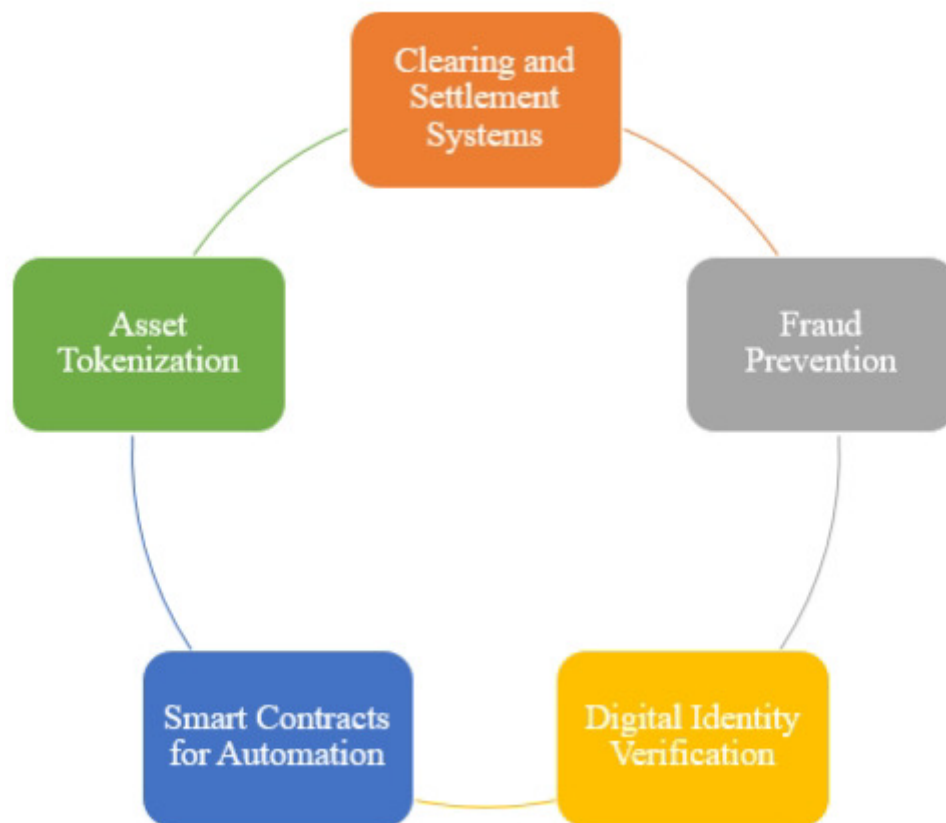 Clearing and
Settlement
Systems
Asset
Tokenization
Fraud
Prevention
Smart Contracts
for Automation
Digital Identity
Verification